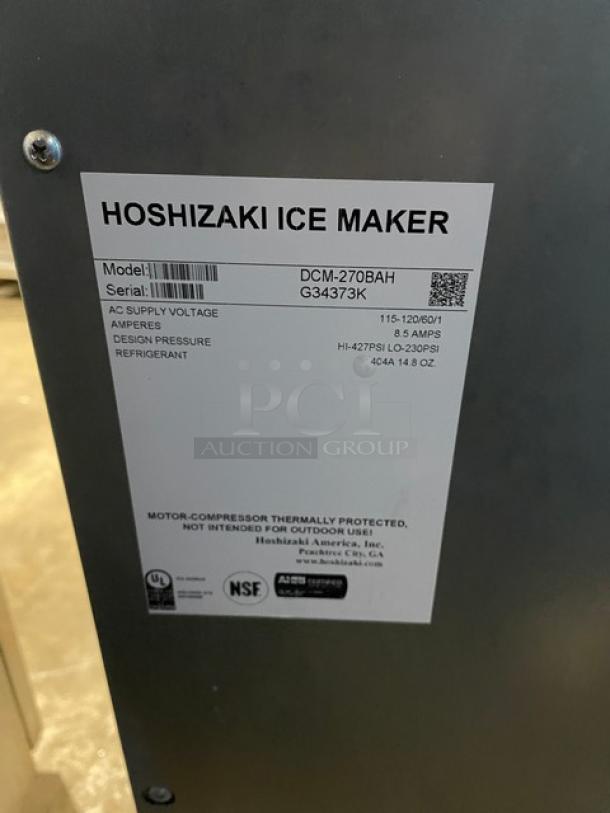 HOSHIZAKI ICE MAKER
Model: DCM-270BAH
Serial: G34373K
AC SUPPLY VOLTAGE 115-120/60/1
AMPERES 8.5 AMPS
DESIGN PRESSURE HI-427PSI LO-230PSI
REFRIGERANT 404A 14.8 OZ.
PCI
AUCTION GROUP
MOTOR-COMPRESSOR THERMALLY PROTECTED,
NOT INTENDED FOR OUTDOOR USE!
Hoshizaki America, Inc.
Peachtree City, GA
www.hoshizaki.com
UL
NSF